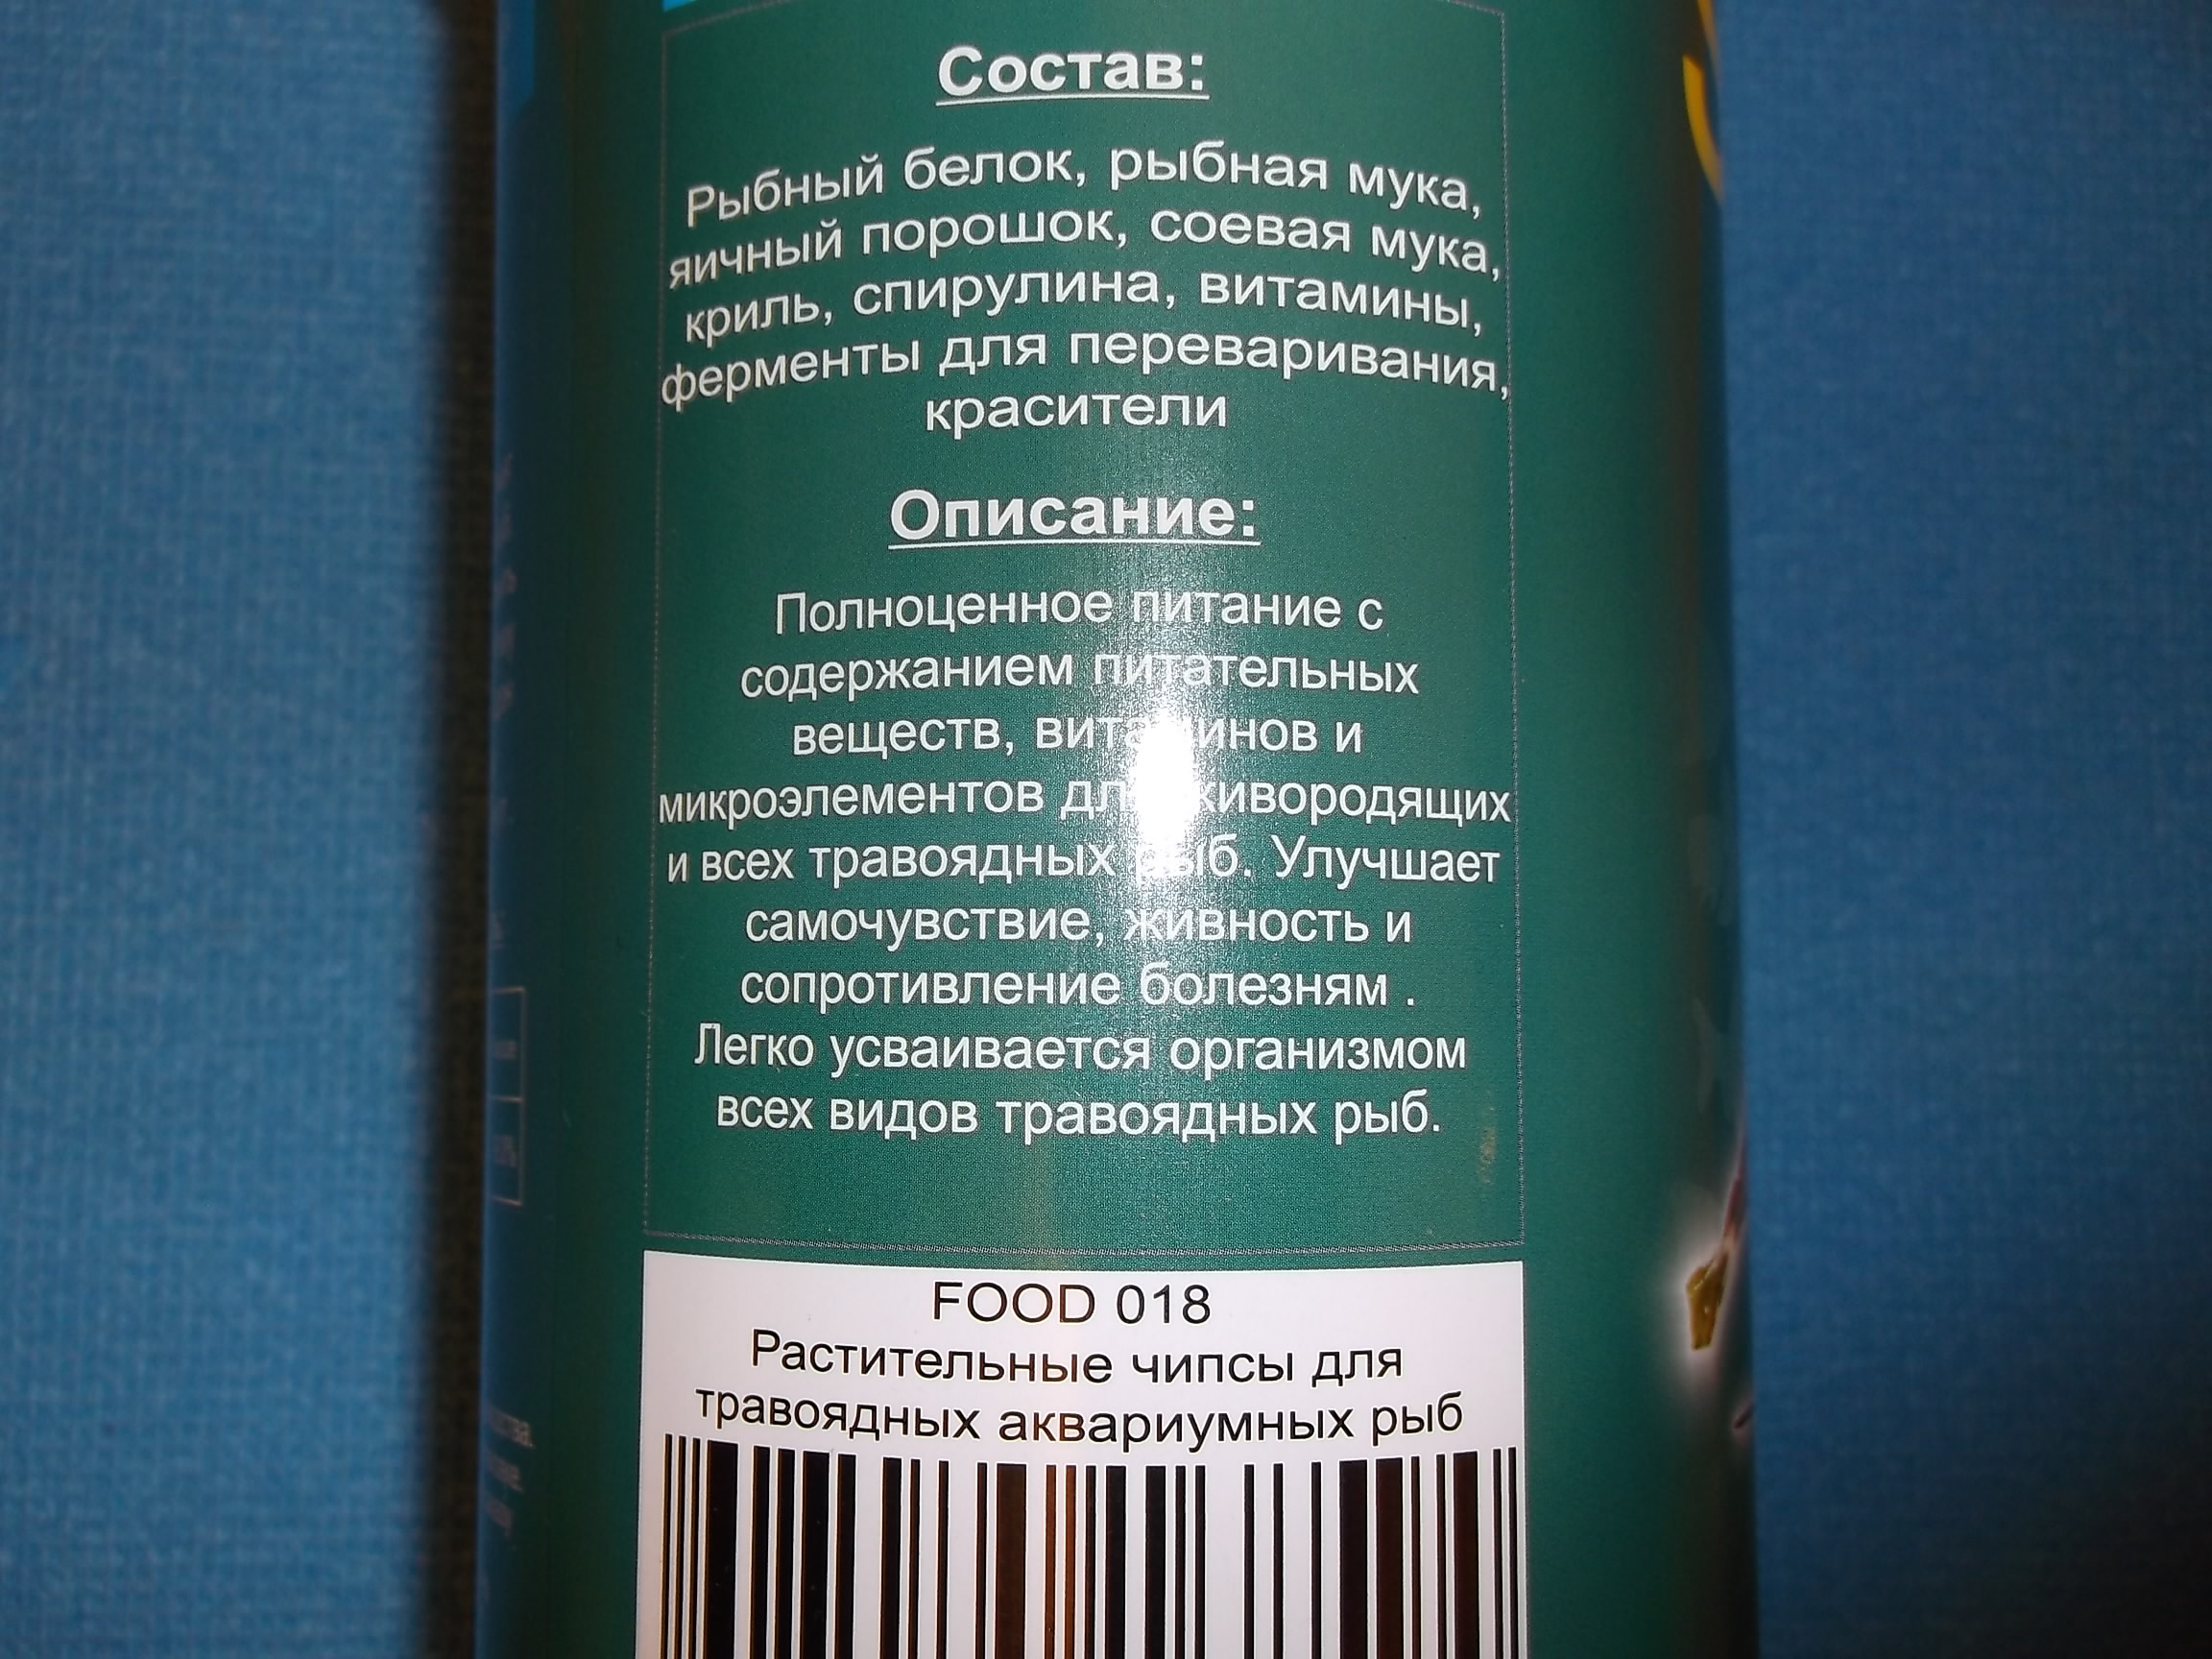 Состав:
Рыбный белок, рыбная мука,
яичный порошок, соевая мука,
криль, спирулина, витамины,
ферменты для переваривания,
красители
Описание:
Полноценное питание с
содержанием питательных
веществ, витаминов и
микроэлементов для живородящих
и всех травоядных рыб. Улучшает
самочувствие, живность и
сопротивление болезням .
Легко усваивается организмом
всех видов травоядных рыб.
FOOD 018
Растительные чипсы для
травоядных аквариумных рыб